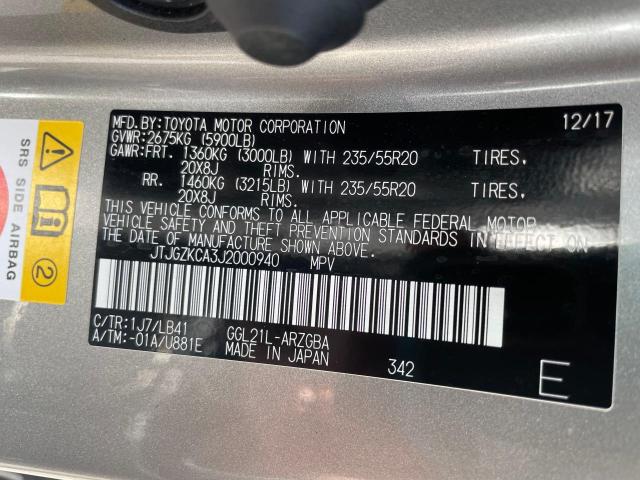 MFD.BY:TOYOTA MOTOR CORPORATION 12/17
GVWR:2675KG (5900LB)
GAWR:FRT. 1360KG (3000LB) WITH 235/55R20 TIRES,
20X8J RIMS.
RR. 1460KG (3215LB) WITH 235/55R20 TIRES,
20X8J RIMS.
THIS VEHICLE CONFORMS TO ALL APPLICABLE FEDERAL MOTOR
VEHICLE SAFETY AND THEFT PREVENTION STANDARDS IN EFFECT ON
THE DATE OF MANUFACTURE SHOWN ABOVE.
JTJGZKCA3J2000940 MPV
C/TR:1J7/LB41 GGL21L-ARZGBA
A/TM:-01A/U881E MADE IN JAPAN
342
E
SRS SIDE AIRBAG
2